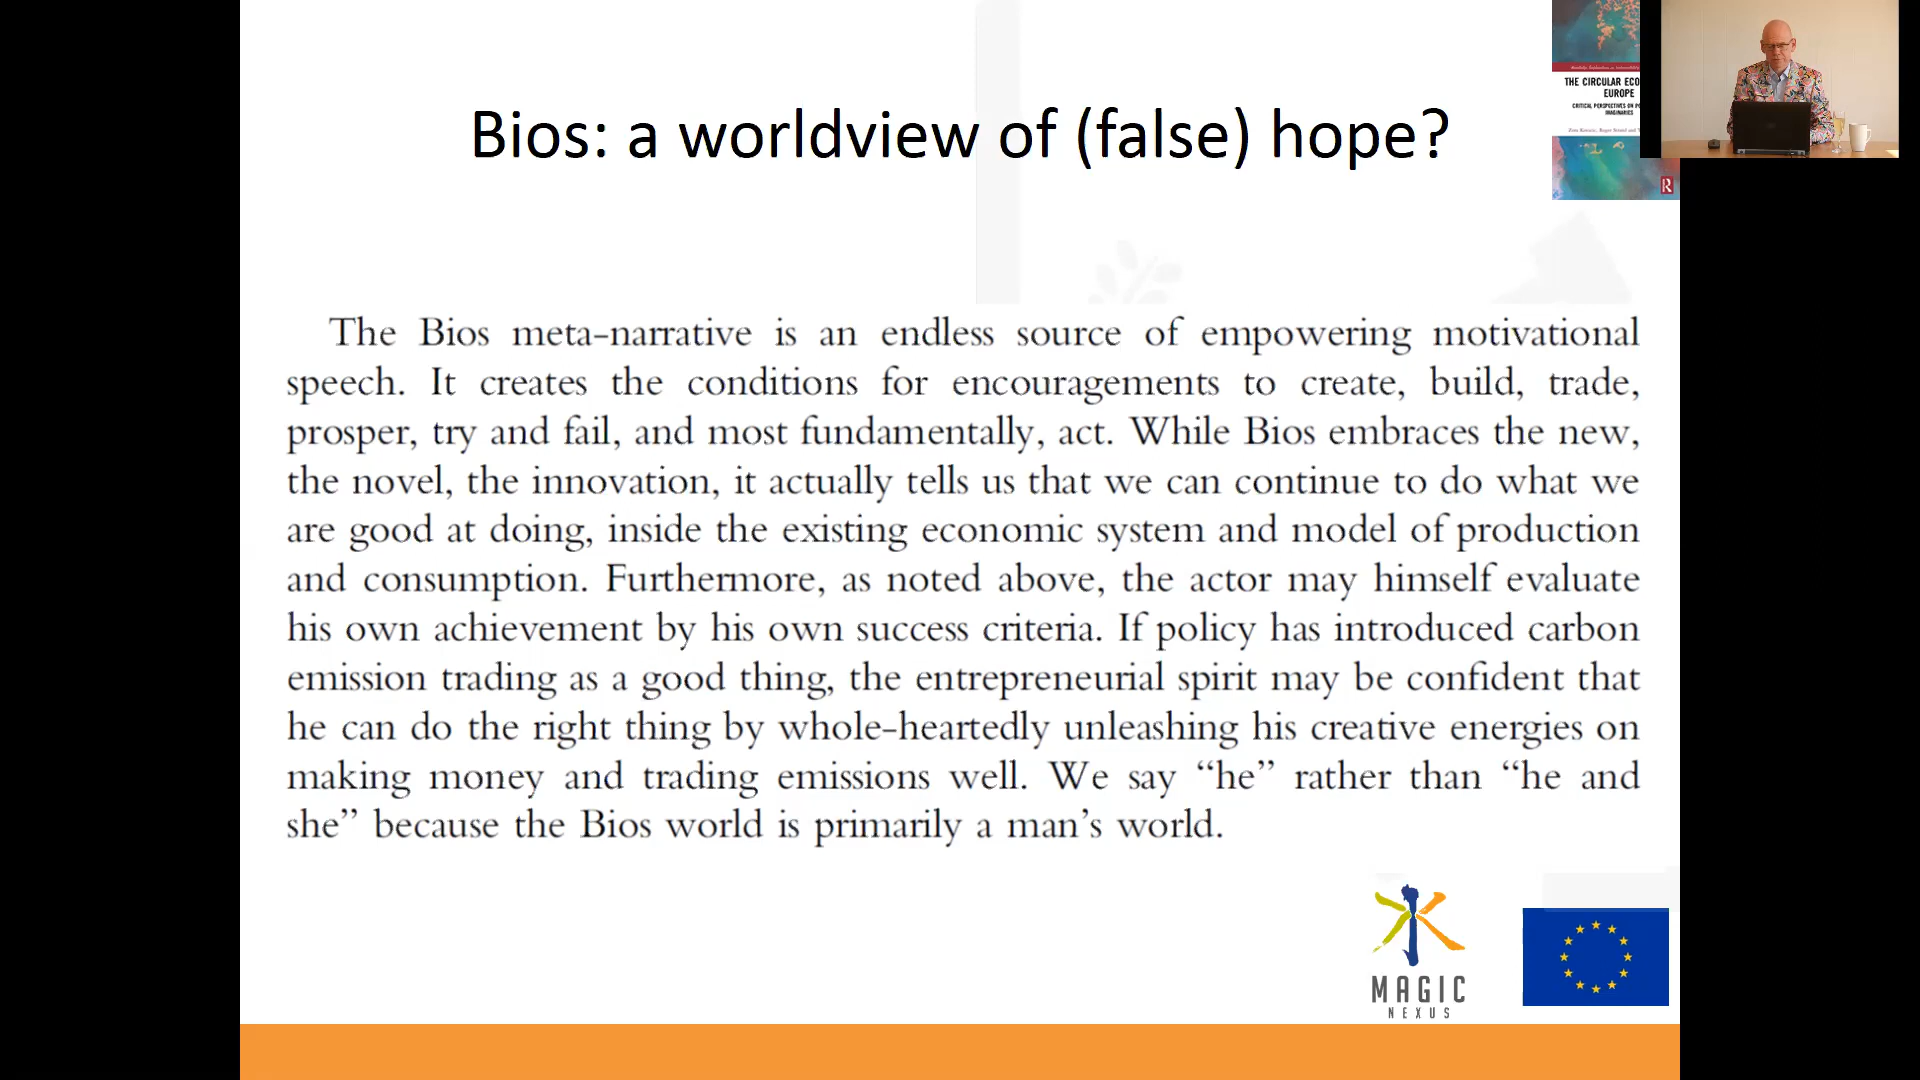 Bios: a worldview of (false) hope?
THE CIRCULAR ECO
EUROPE
CRITICAL PERSPECTIVES ON
IMAGINARIES
R
The Bios meta-narrative is an endless source of empowering motivational
speech. It creates the conditions for encouragements to create, build, trade,
prosper, try and fail, and most fundamentally, act. While Bios embraces the new,
the novel, the innovation, it actually tells us that we can continue to do what we
are good at doing, inside the existing economic system and model of production
and consumption. Furthermore, as noted above, the actor may himself evaluate
his own achievement by his own success criteria. If policy has introduced carbon
emission trading as a good thing, the entrepreneurial spirit may be confident that
he can do the right thing by whole-heartedly unleashing his creative energies on
making money and trading emissions well. We say “he” rather than “he and
she” because the Bios world is primarily a man’s world.
MAGIC
NEXUS